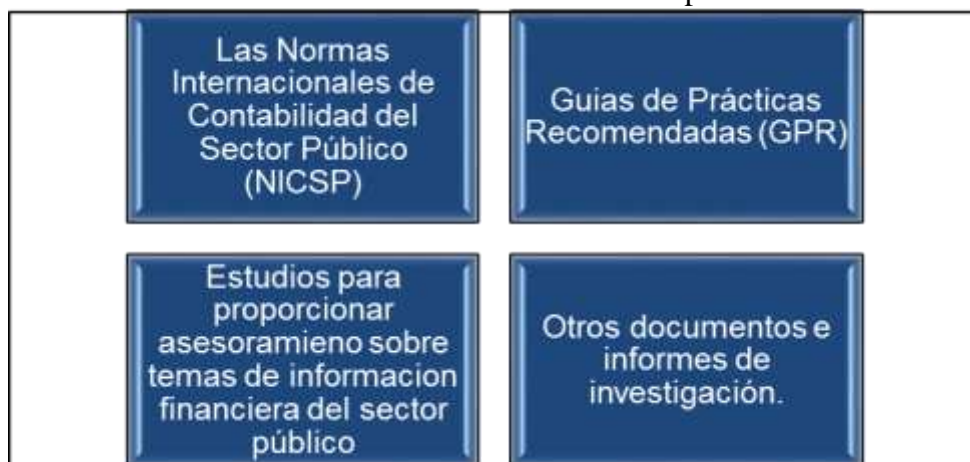 Las Normas
Internacionales de
Contabilidad del
Sector Público
(NICSP)
Guias de Prácticas
Recomendadas (GPR)
Estudios para
proporcionar
asesoramieno sobre
temas de informacion
financiera del sector
público
Otros documentos e
informes de
investigación.